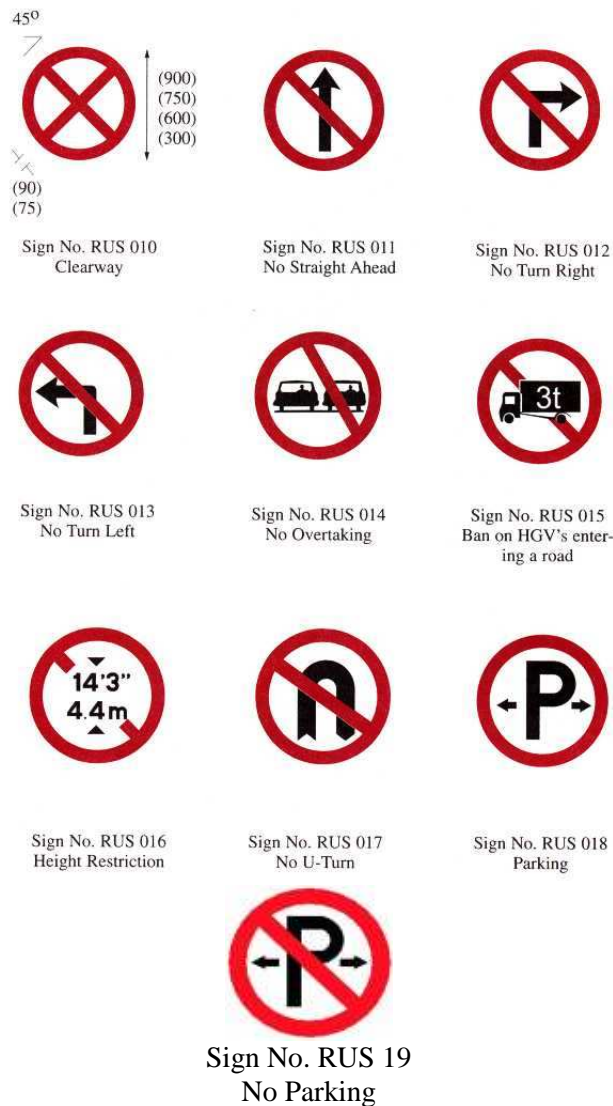 45°
(900)
(750)
(600)
(300)
(90)
(75)
Sign No. RUS 010
Clearway
Sign No. RUS 011
No Straight Ahead
Sign No. RUS 012
No Turn Right
3t
Sign No. RUS 013
No Turn Left
Sign No. RUS 014
No Overtaking
Sign No. RUS 015
Ban on HGV's enter-
ing a road
14'3"
4.4m
P
Sign No. RUS 016
Height Restriction
Sign No. RUS 017
No U-Turn
Sign No. RUS 018
Parking
P
Sign No. RUS 19
No Parking